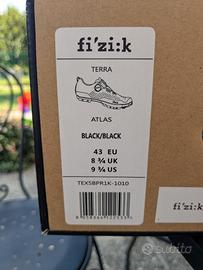 fi'zi:k
TERRA
ATLAS
BLACK/BLACK
43 EU
8 ¾ UK
9 ¾ US
TEX5BPR1K-1010
fi'zi:k
subito